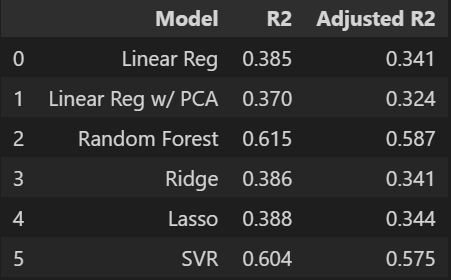 Model R2 Adjusted R2
0 Linear Reg 0.385 0.341
1 Linear Reg w/ PCA 0.370 0.324
2 Random Forest 0.615 0.587
3 Ridge 0.386 0.341
4 Lasso 0.388 0.344
5 SVR 0.604 0.575